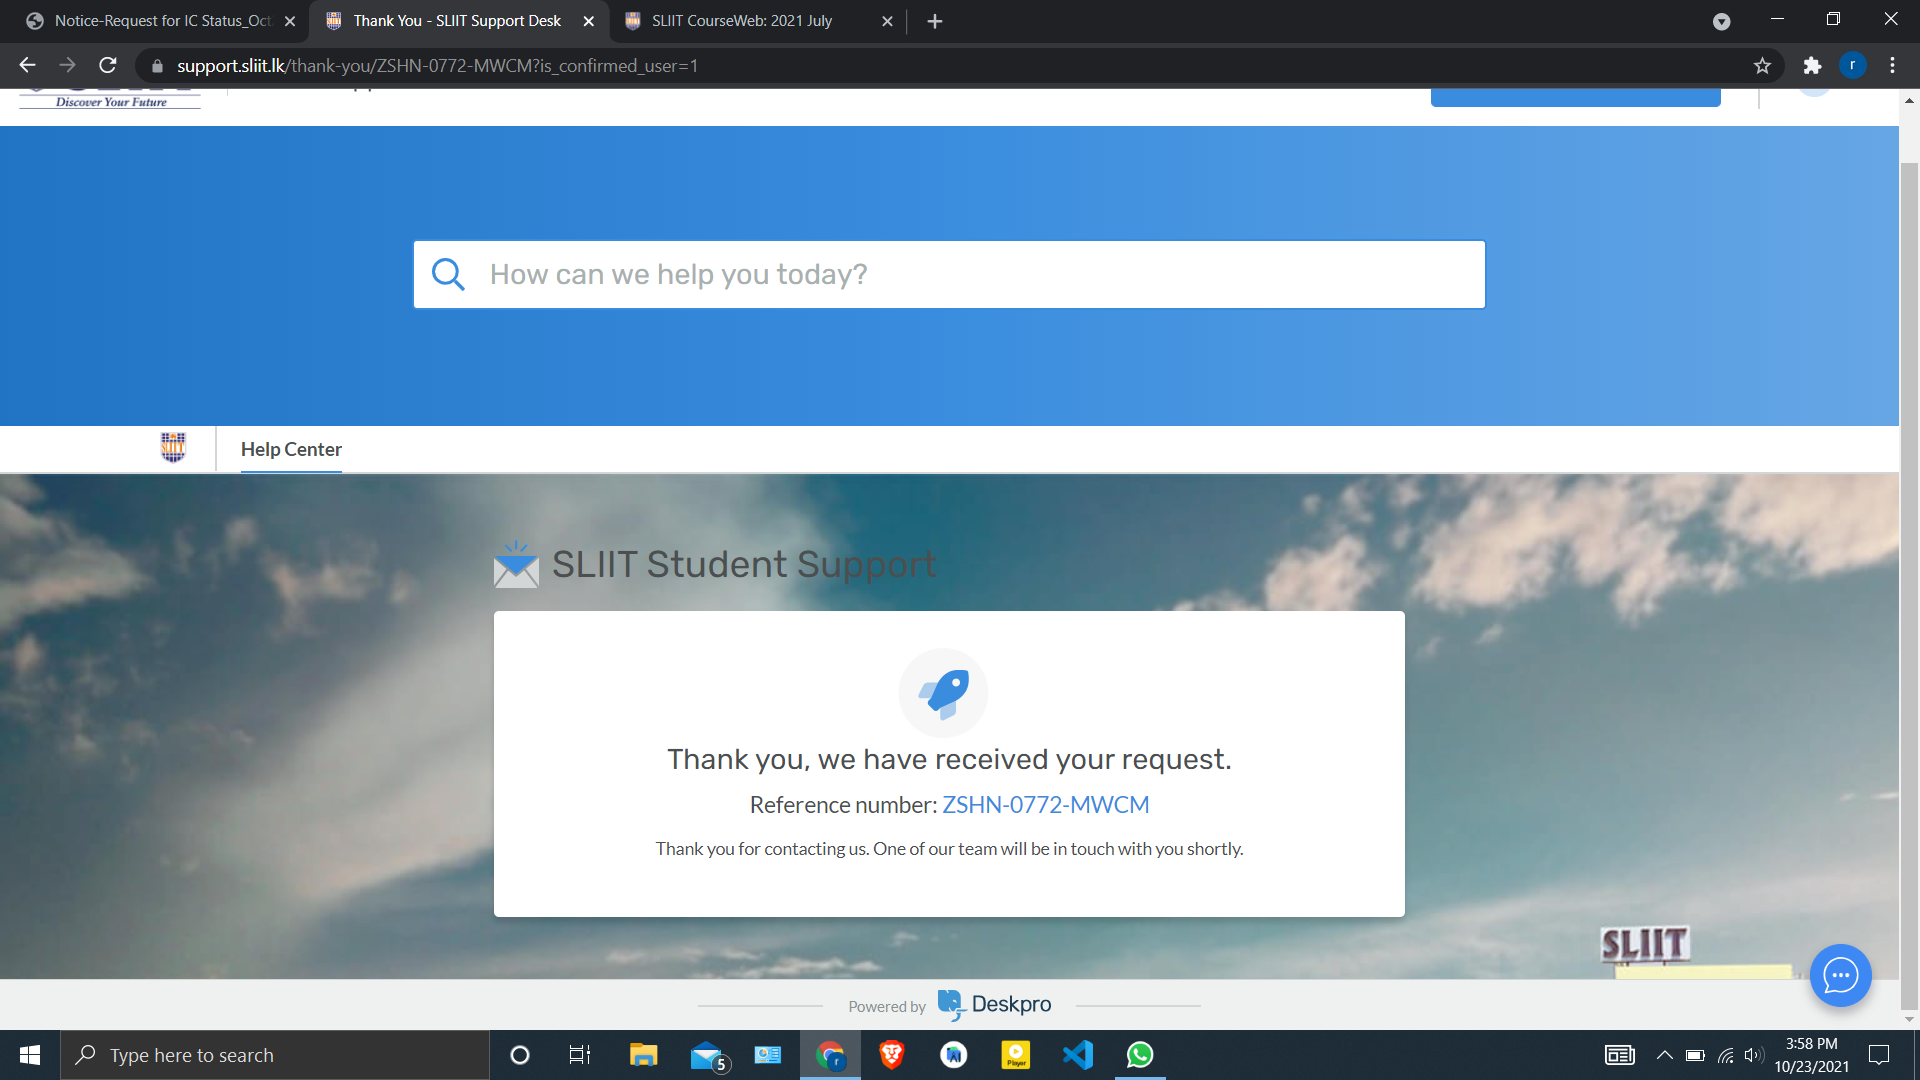 Notice-Request for IC Status_Oct
Thank You - SLIIT Support Desk
SLIIT CourseWeb: 2021 July
support.sliit.lk/thank-you/ZSHN-0772-MWCM?is_confirmed_user=1
r
Discover Your Future
How can we help you today?
SLIIT
Help Center
SLIIT Student Support
Thank you, we have received your request.
Reference number: ZSHN-0772-MWCM
Thank you for contacting us. One of our team will be in touch with you shortly.
SLIIT
Powered by Deskpro
Type here to search
5
r
Player
3:58 PM
10/23/2021